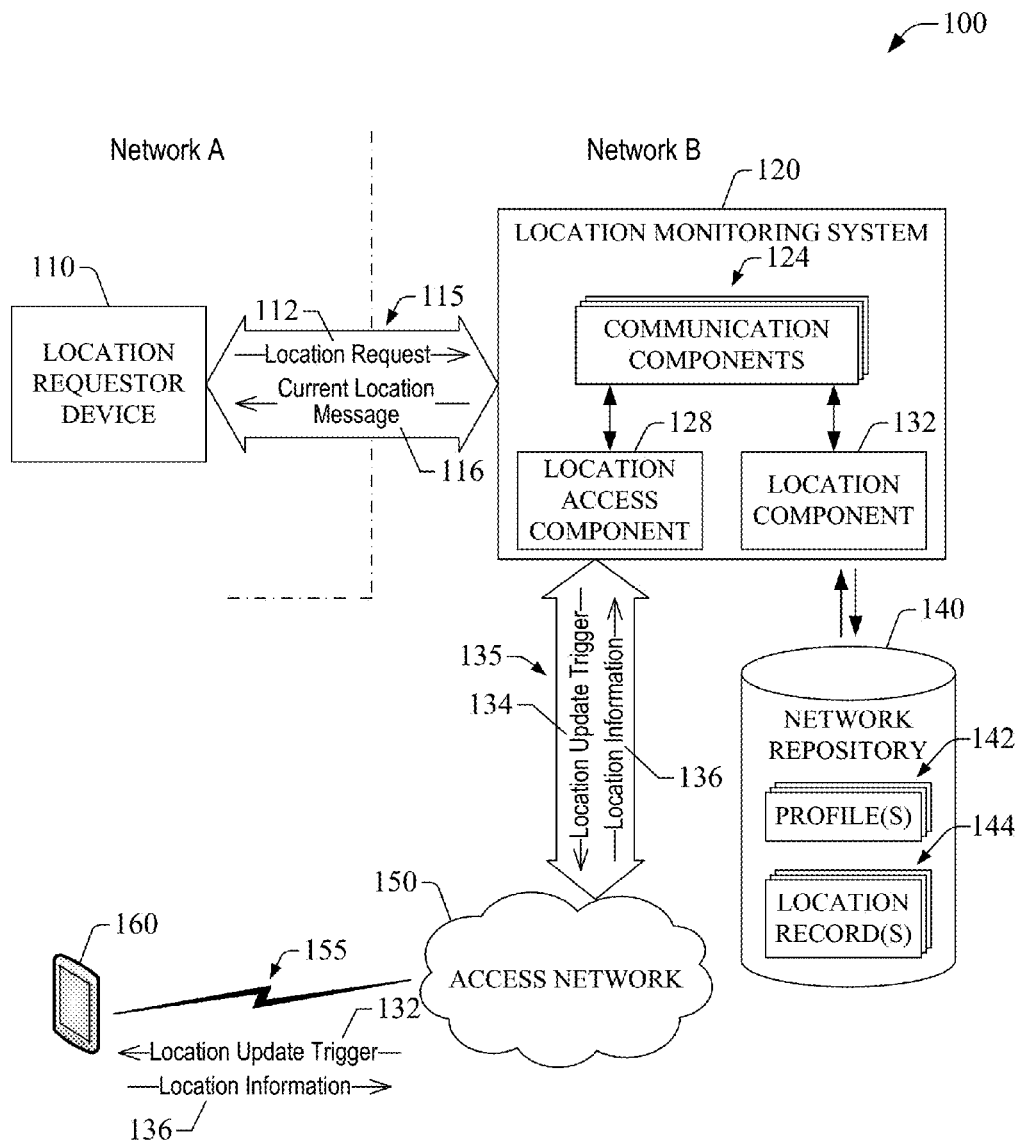 100
Network A
Network B
120
LOCATION MONITORING SYSTEM
124
COMMUNICATION
COMPONENTS
110
LOCATION
REQUESTOR
DEVICE
112
115
Location Request
Current Location
Message
116
128
LOCATION
ACCESS
COMPONENT
132
LOCATION
COMPONENT
135
134
Location Update Trigger
Location Information
136
140
NETWORK
REPOSITORY
142
PROFILE(S)
144
LOCATION
RECORD(S)
150
ACCESS NETWORK
160
155
132
Location Update Trigger
Location Information
136